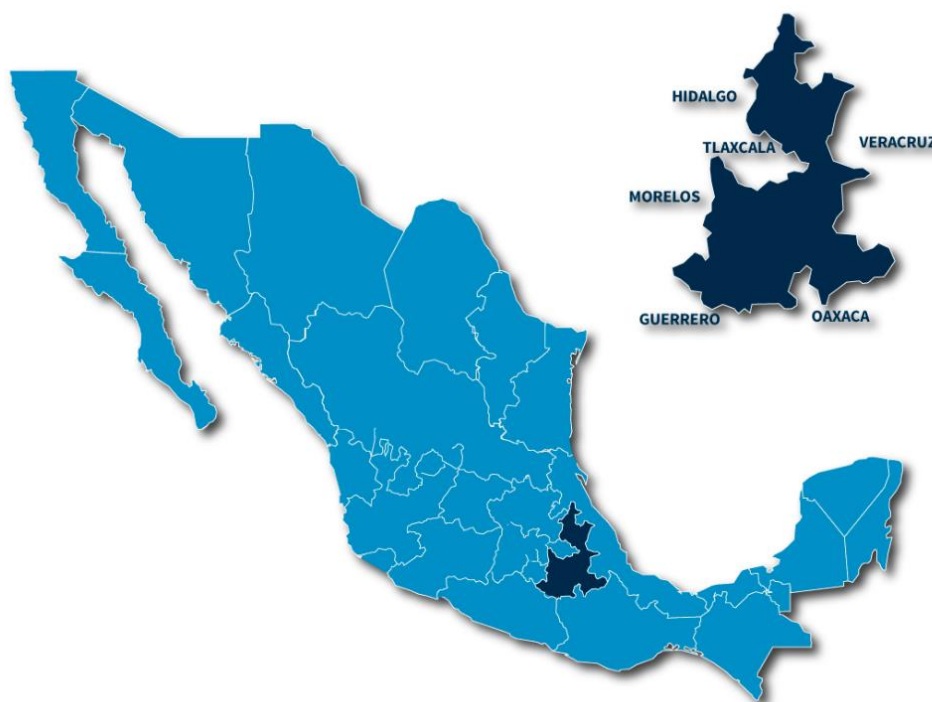 HIDALGO
TLAXCALA
VERACRUZ
MORELOS
GUERRERO
OAXACA